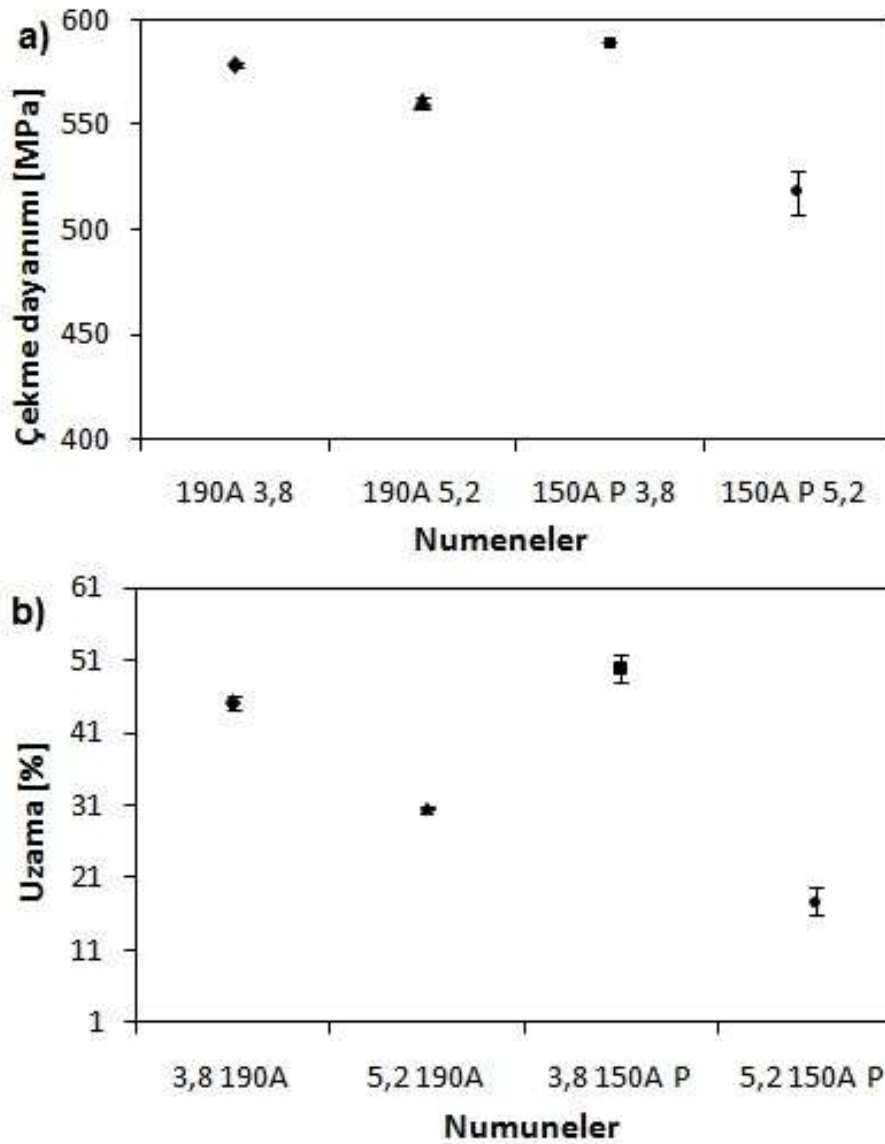 a)
Çekme dayanımı [MPa]
600
550
500
450
400
190A 3,8
190A 5,2
150A P 3,8
150A P 5,2
Numeneler
b)
Uzama [%]
61
51
41
31
21
11
1
3,8 190A
5,2 190A
3,8 150A P
5,2 150A P
Numuneler